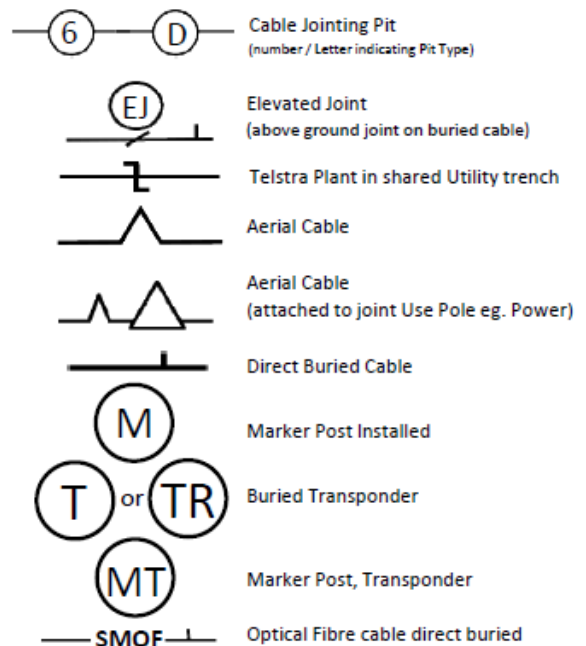 6 D Cable Jointing Pit
(number / Letter indicating Pit Type)
EJ Elevated Joint
(above ground joint on buried cable)
Telstra Plant in shared Utility trench
Aerial Cable
Aerial Cable
(attached to joint Use Pole eg. Power)
Direct Buried Cable
M Marker Post Installed
T or TR Buried Transponder
MT Marker Post, Transponder
SMOF Optical Fibre cable direct buried